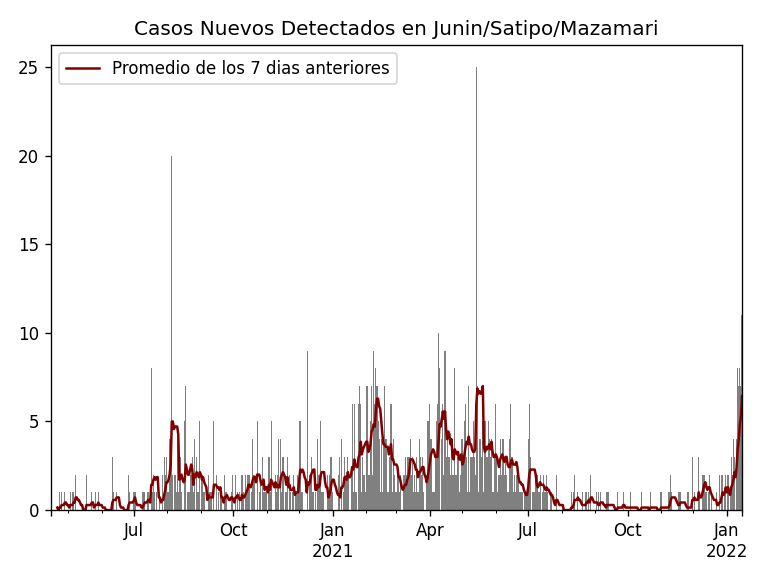 Casos Nuevos Detectados en Junin/Satipo/Mazamari
Promedio de los 7 dias anteriores
25
20
15
10
5
0
Jul Oct Jan Apr Jul Oct Jan
2021 2022